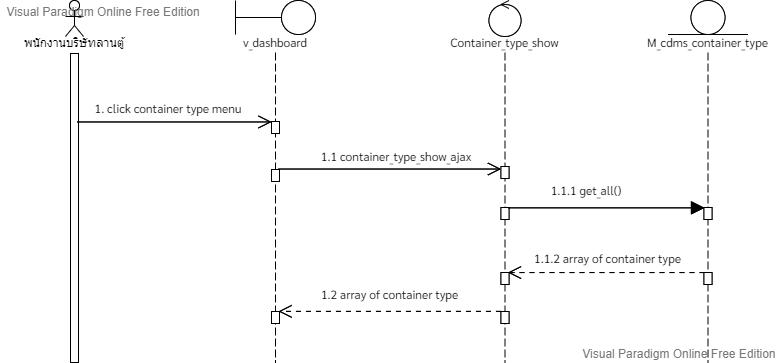 Visual Paradigm Online Free Edition
พนักงานบริษัทลานตู้
v_dashboard
Container_type_show
M_cdms_container_type
1. click container type menu
1.1 container_type_show_ajax
1.1.1 get_all()
1.1.2 array of container type
1.2 array of container type
Visual Paradigm Online Free Edition